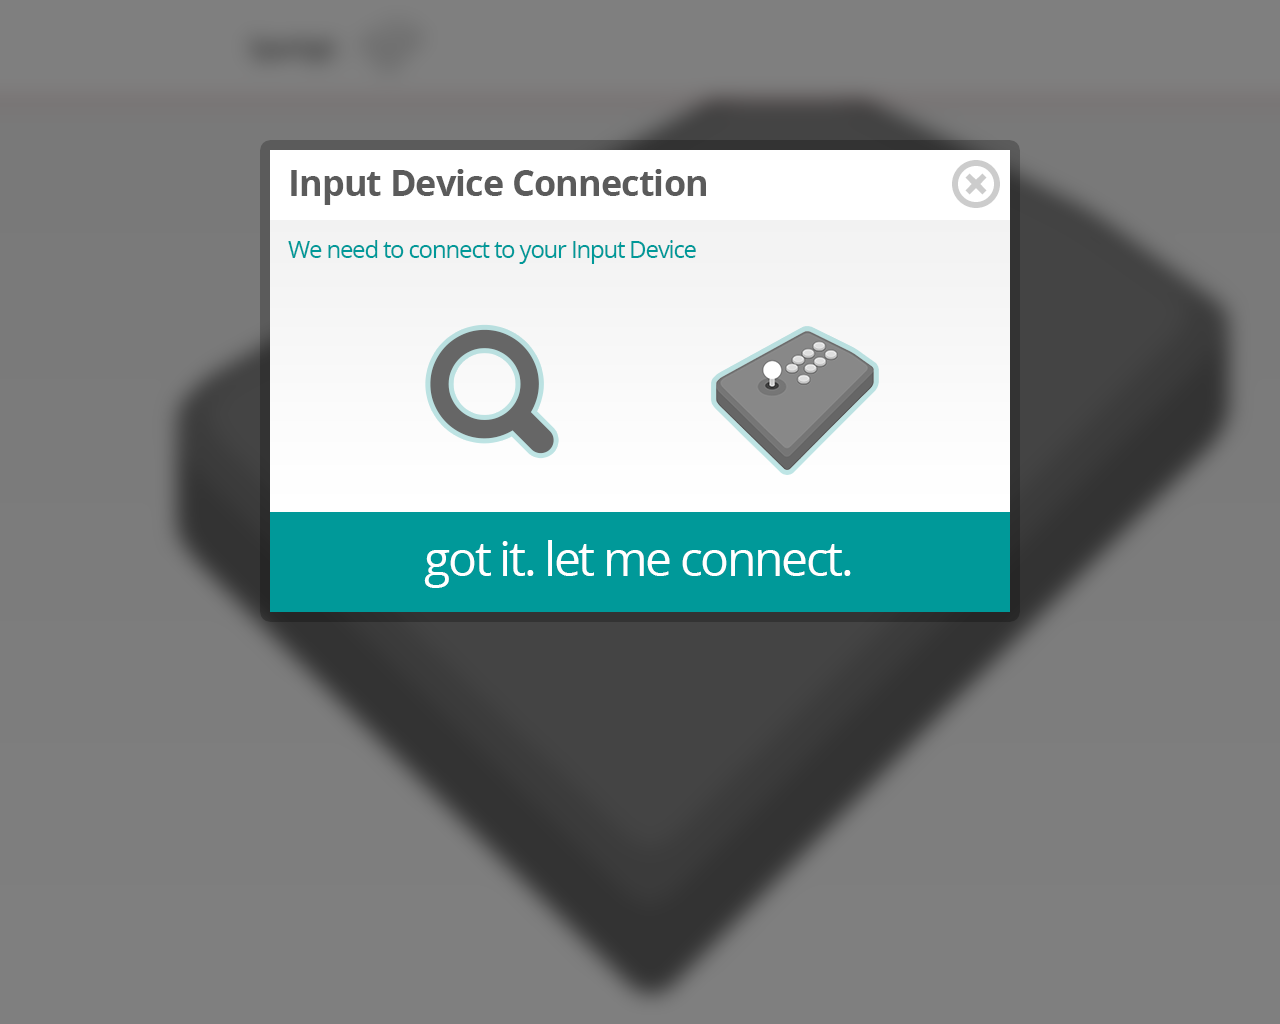 Input Device Connection
We need to connect to your Input Device
got it. let me connect.